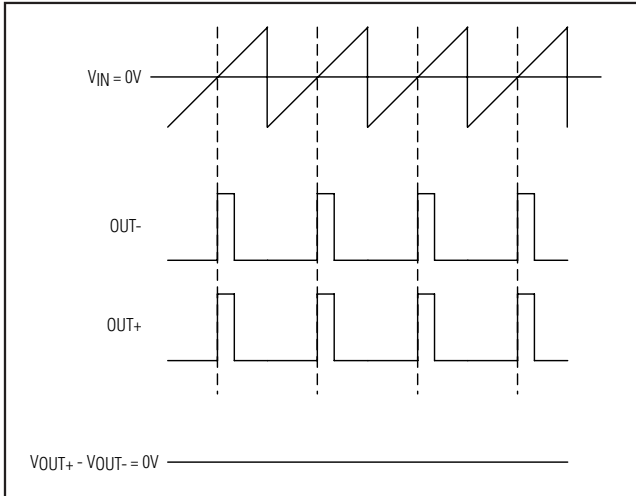 VIN = 0V
OUT-
OUT+
VOUT+ - VOUT- = 0V